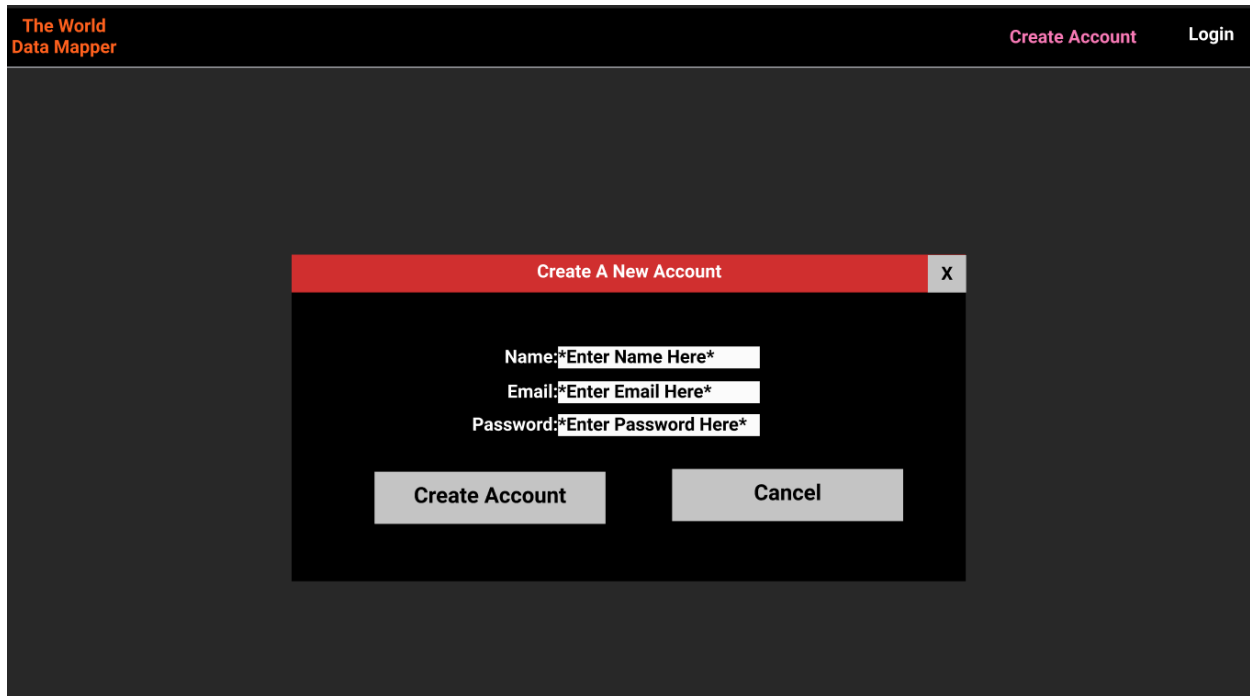 The World
Data Mapper
Create Account
Login
Create A New Account
X
Name:*Enter Name Here*
Email:*Enter Email Here*
Password:*Enter Password Here*
Create Account
Cancel